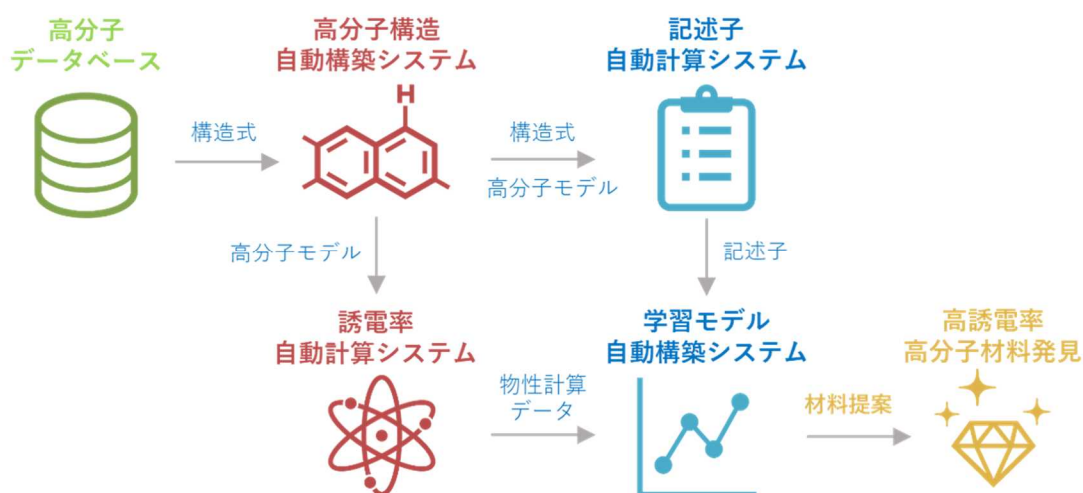 高分子
データベース
高分子構造
自動構築システム
記述子
自動計算システム
H
構造式
構造式
高分子モデル
高分子モデル
記述子
誘電率
自動計算システム
学習モデル
自動構築システム
高誘電率
高分子材料発見
物性計算
データ
材料提案